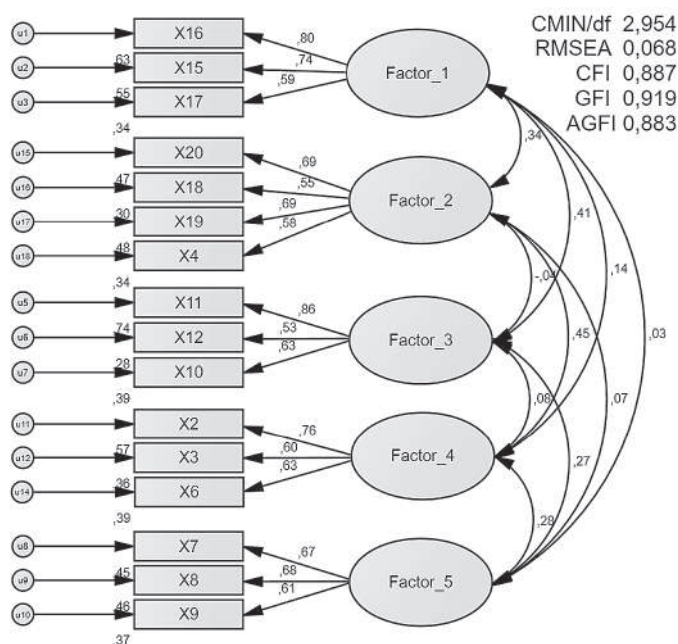 CMIN/df 2,954
RMSEA 0,068
CFI 0,887
GFI 0,919
AGFI 0,883
u1 X16 ,80 Factor_1
u2 ,63 X15 ,74
u3 ,55 X17 ,59
,34
u15 X20 ,69
u16 ,47 X18 ,55 Factor_2
u17 ,30 X19 ,69
u18 ,48 X4 ,58
,34
u5 X11 ,86
u6 ,74 X12 ,53 Factor_3
u7 ,28 X10 ,63
,39
u11 X2 ,76
u12 ,57 X3 ,60 Factor_4
u14 ,36 X6 ,63
,39
u8 X7 ,67
u9 ,45 X8 ,68 Factor_5
u10 ,46 X9 ,61
,37
,34
,41
-,04
,14
,45
,03
,08
,07
,27
,28